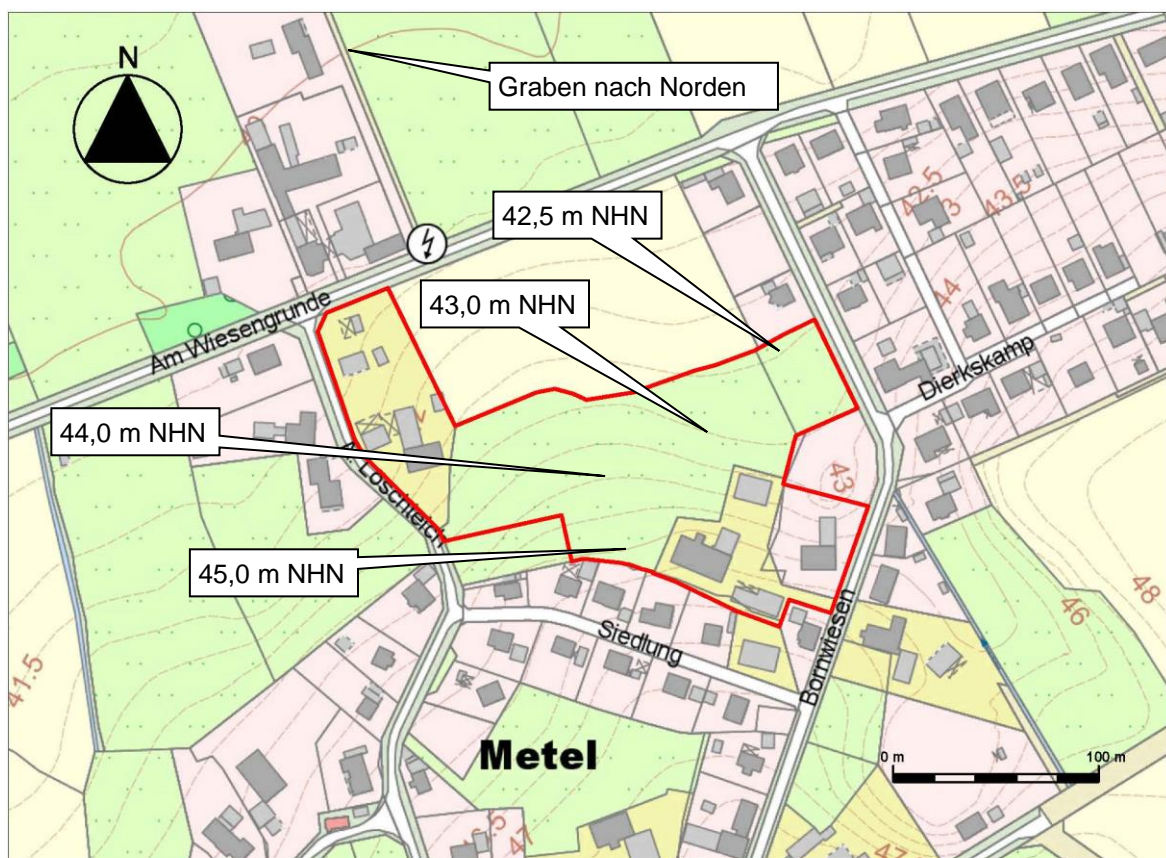 N
Graben nach Norden
42,5 m NHN
43,0 m NHN
44,0 m NHN
45,0 m NHN
Am Wiesengrunde
Löschteich
Dierkskamp
Siedlung
Bornwiesen
Metel
0 m
100 m
42.5
43.5
44
43
46
48
41.5
47
47